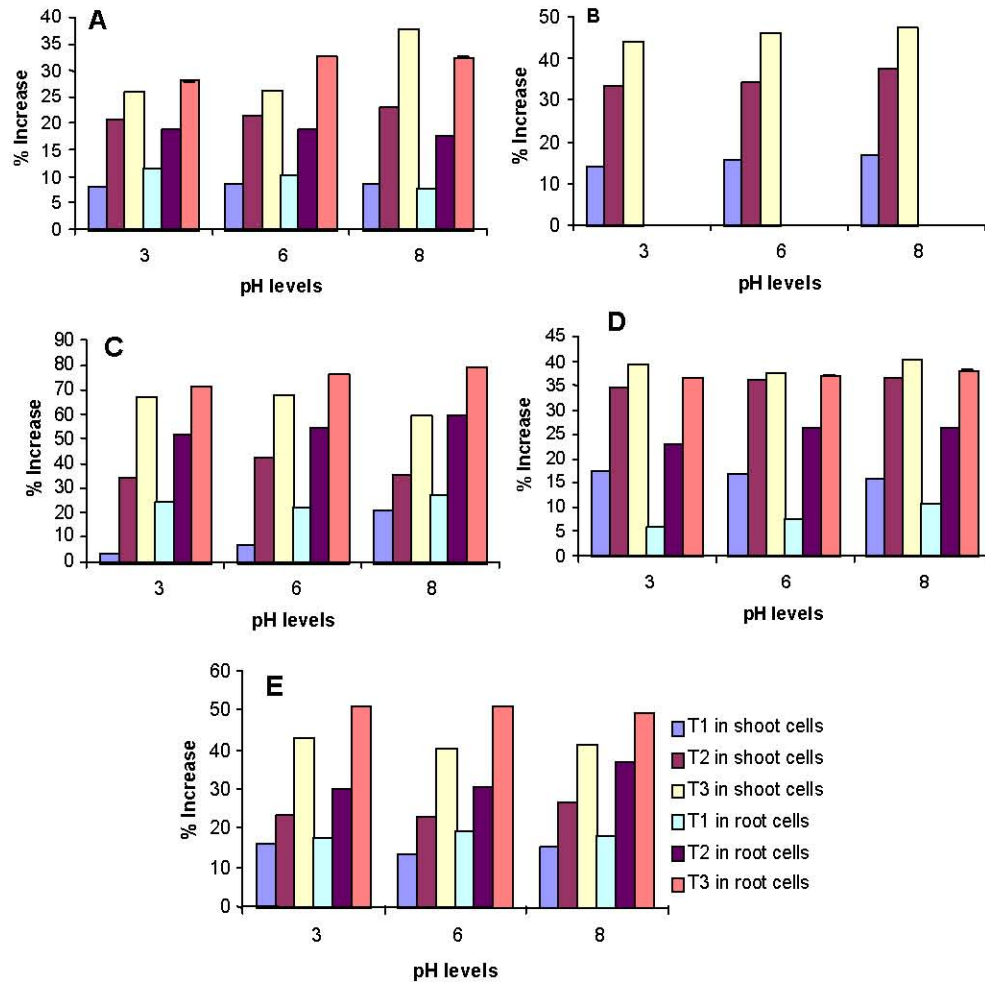 A
40
35
30
25
20
15
10
5
0
% Increase
3 6 8
pH levels
B
50
40
30
20
10
0
% Increase
3 6 8
pH levels
C
90
80
70
60
50
40
30
20
10
0
% Increase
3 6 8
pH levels
D
45
40
35
30
25
20
15
10
5
0
% Increase
3 6 8
pH levels
E
60
50
40
30
20
10
0
% Increase
3 6 8
pH levels
T1 in shoot cells
T2 in shoot cells
T3 in shoot cells
T1 in root cells
T2 in root cells
T3 in root cells